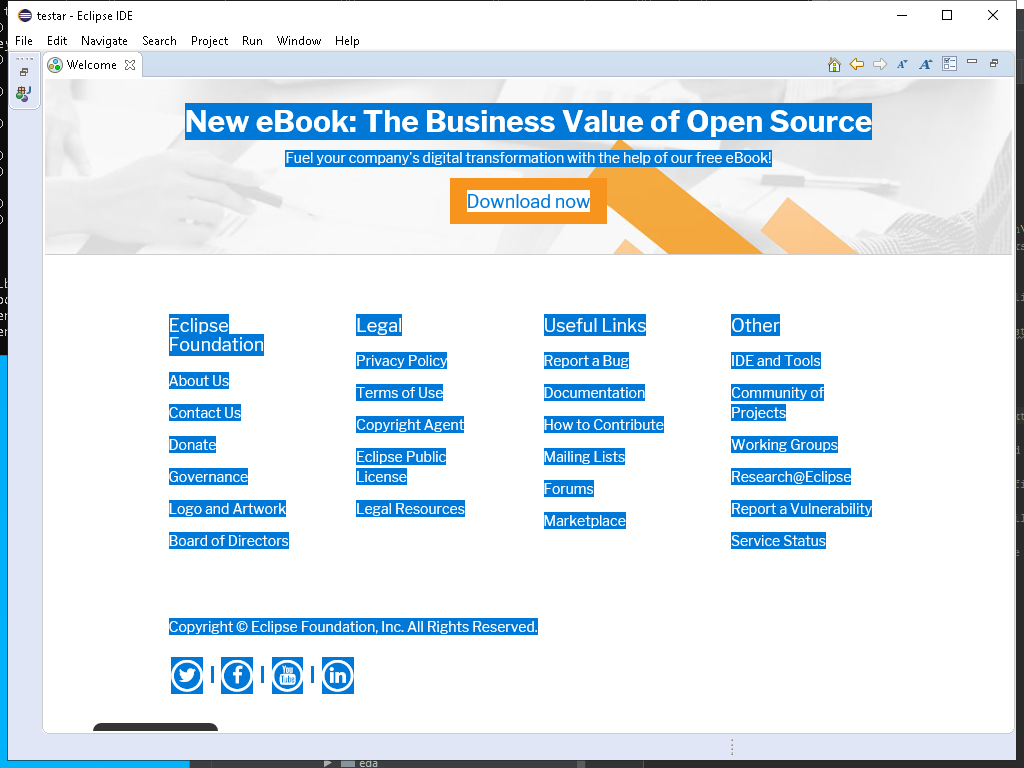 testar - Eclipse IDE
File Edit Navigate Search Project Run Window Help
Welcome
New eBook: The Business Value of Open Source
Fuel your company's digital transformation with the help of our free eBook!
Download now
Eclipse
Foundation
About Us
Contact Us
Donate
Governance
Logo and Artwork
Board of Directors
Legal
Privacy Policy
Terms of Use
Copyright Agent
Eclipse Public
License
Legal Resources
Useful Links
Report a Bug
Documentation
How to Contribute
Mailing Lists
Forums
Marketplace
Other
IDE and Tools
Community of
Projects
Working Groups
Research@Eclipse
Report a Vulnerability
Service Status
Copyright © Eclipse Foundation, Inc. All Rights Reserved.
You Tube
in
eda